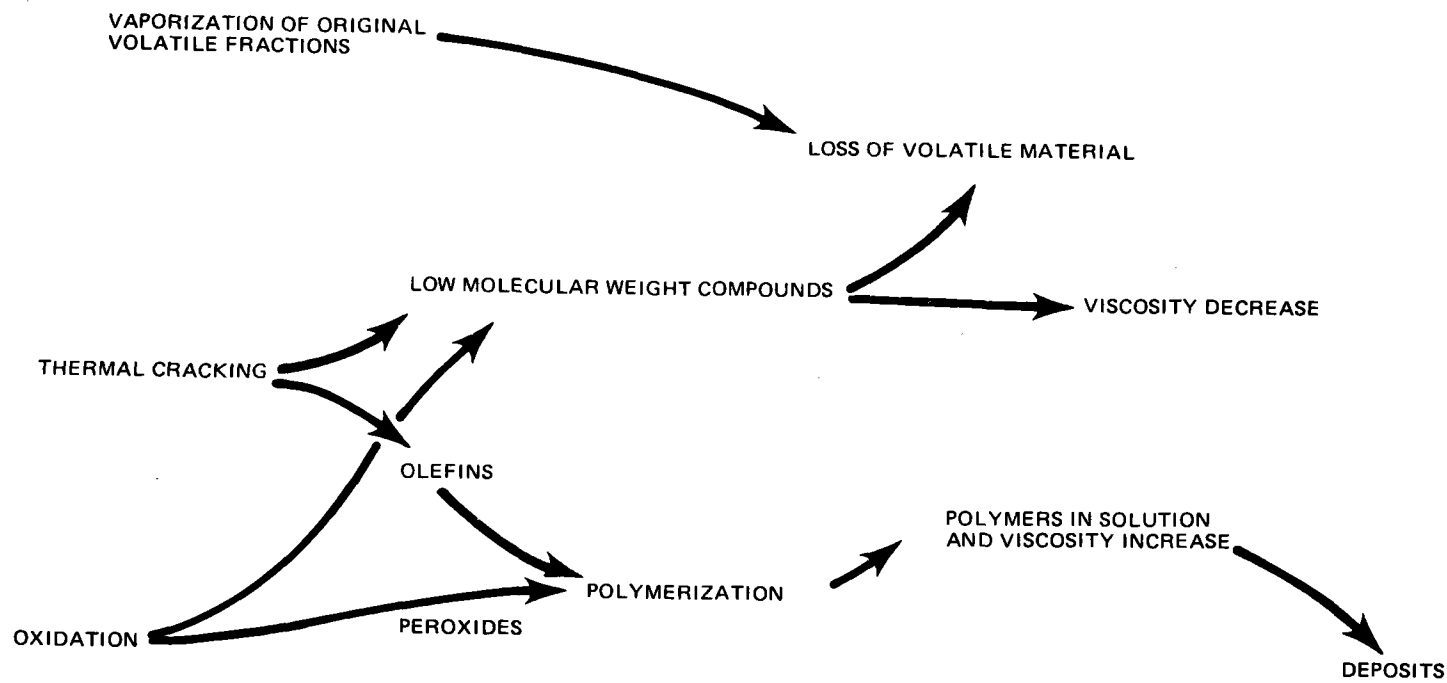 VAPORIZATION OF ORIGINAL
VOLATILE FRACTIONS
LOSS OF VOLATILE MATERIAL
LOW MOLECULAR WEIGHT COMPOUNDS
VISCOSITY DECREASE
THERMAL CRACKING
OLEFINS
POLYMERS IN SOLUTION
AND VISCOSITY INCREASE
POLYMERIZATION
PEROXIDES
OXIDATION
DEPOSITS